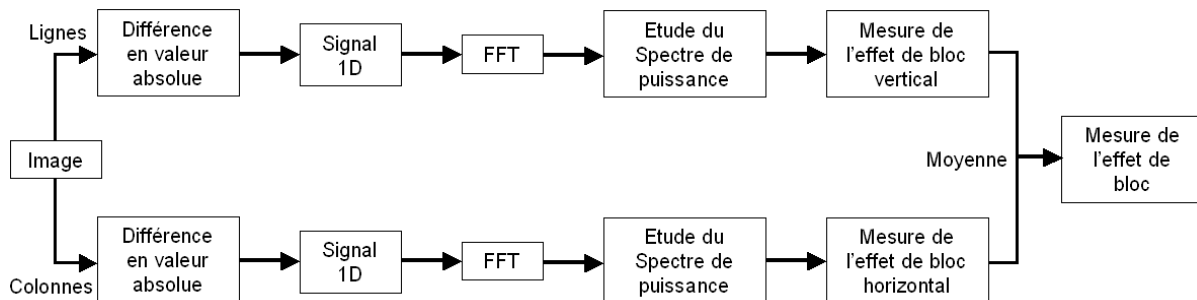 Lignes
Différence
en valeur
absolue
Signal
1D
FFT
Etude du
Spectre de
puissance
Mesure de
l'effet de bloc
vertical
Image
Moyenne
Mesure de
l'effet de
bloc
Colonnes
Différence
en valeur
absolue
Signal
1D
FFT
Etude du
Spectre de
puissance
Mesure de
l'effet de bloc
horizontal